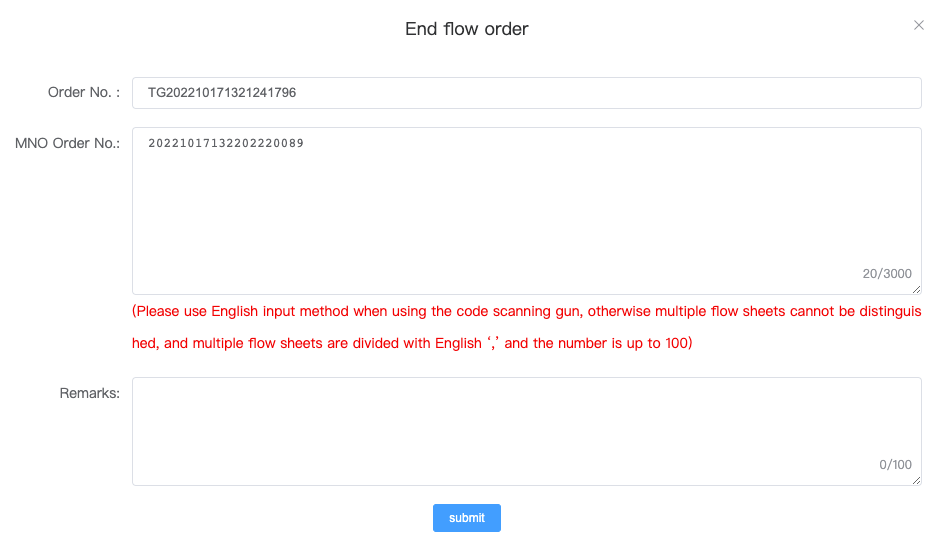 End flow order
Order No. :
TG202210171321241796
MNO Order No.:
20221017132202220089
20/3000
(Please use English input method when using the code scanning gun, otherwise multiple flow sheets cannot be distinguis
hed, and multiple flow sheets are divided with English ‘,’ and the number is up to 100)
Remarks:
0/100
submit